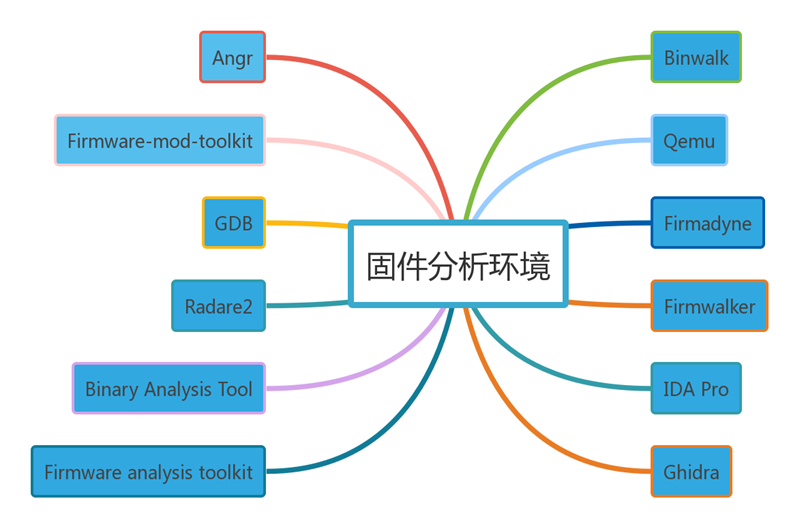 Angr
Firmware-mod-toolkit
GDB
Radare2
Binary Analysis Tool
Firmware analysis toolkit
固件分析环境
Binwalk
Qemu
Firmadyne
Firmwalker
IDA Pro
Ghidra